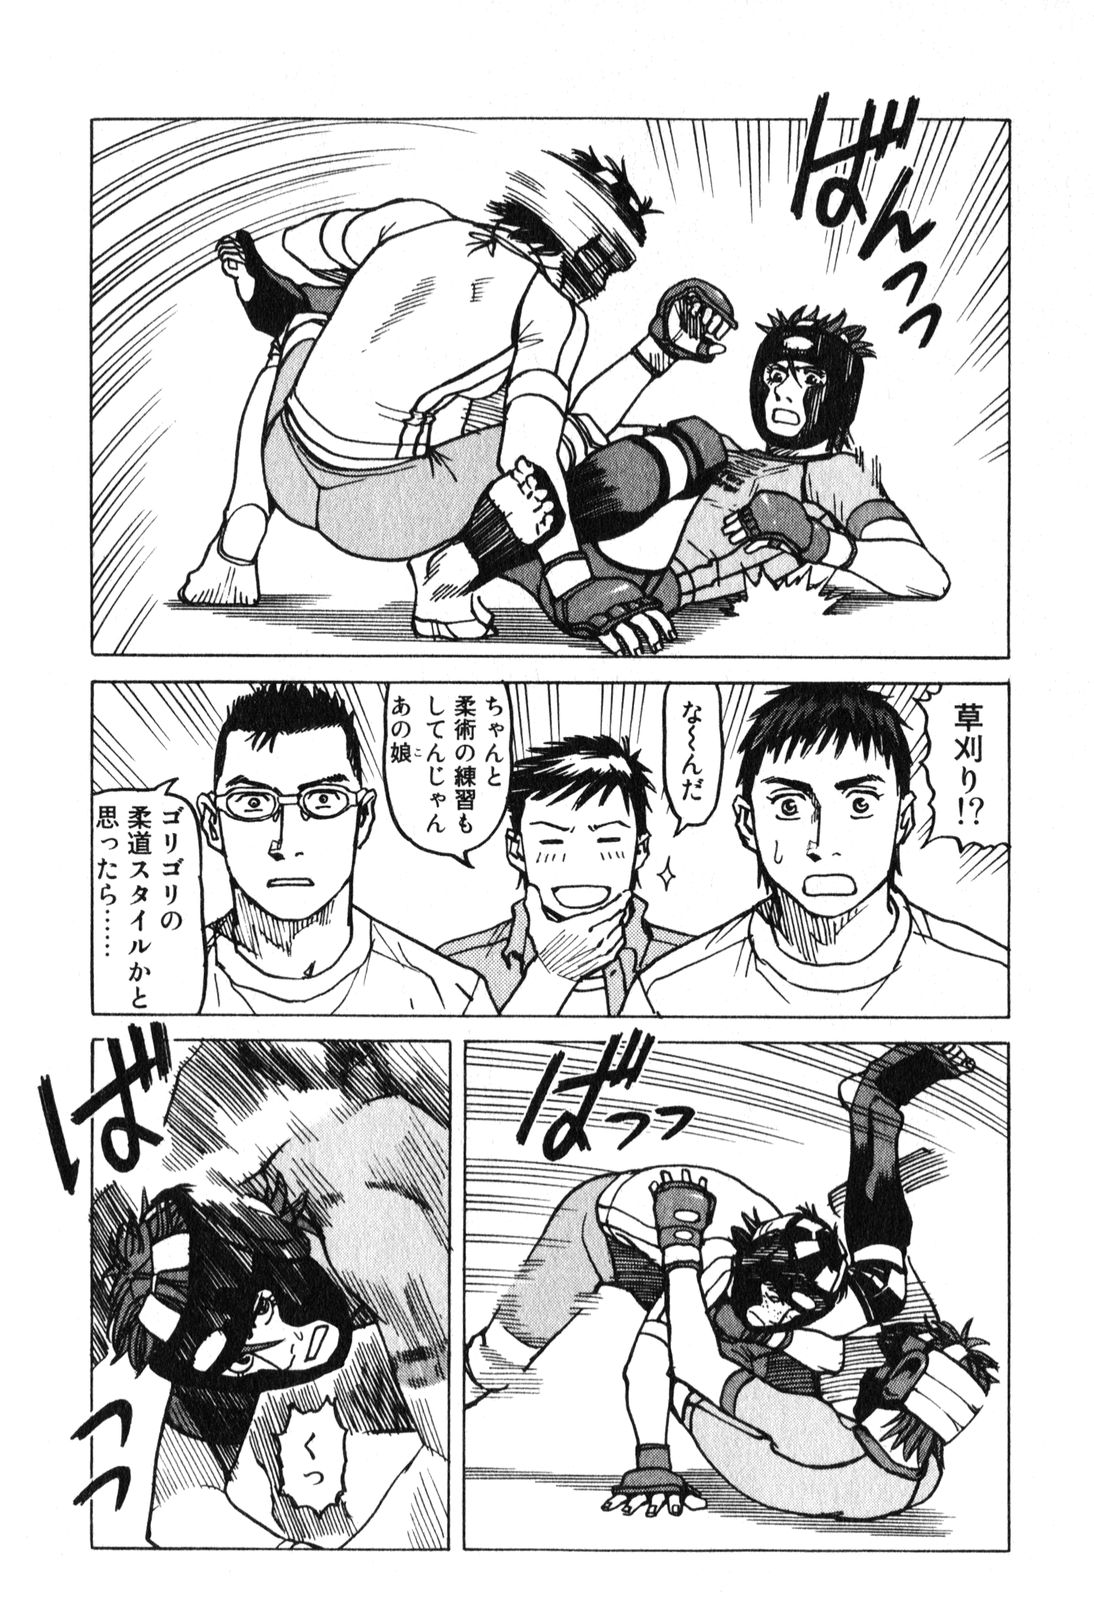 ばんっっ
草刈り!?
な〜んだ
ちゃんと
柔術の練習も
してんじゃん
あの娘
こ
ゴリゴリの
柔道スタイルかと
思ったら……
ばっっ
ばっっ
くっ